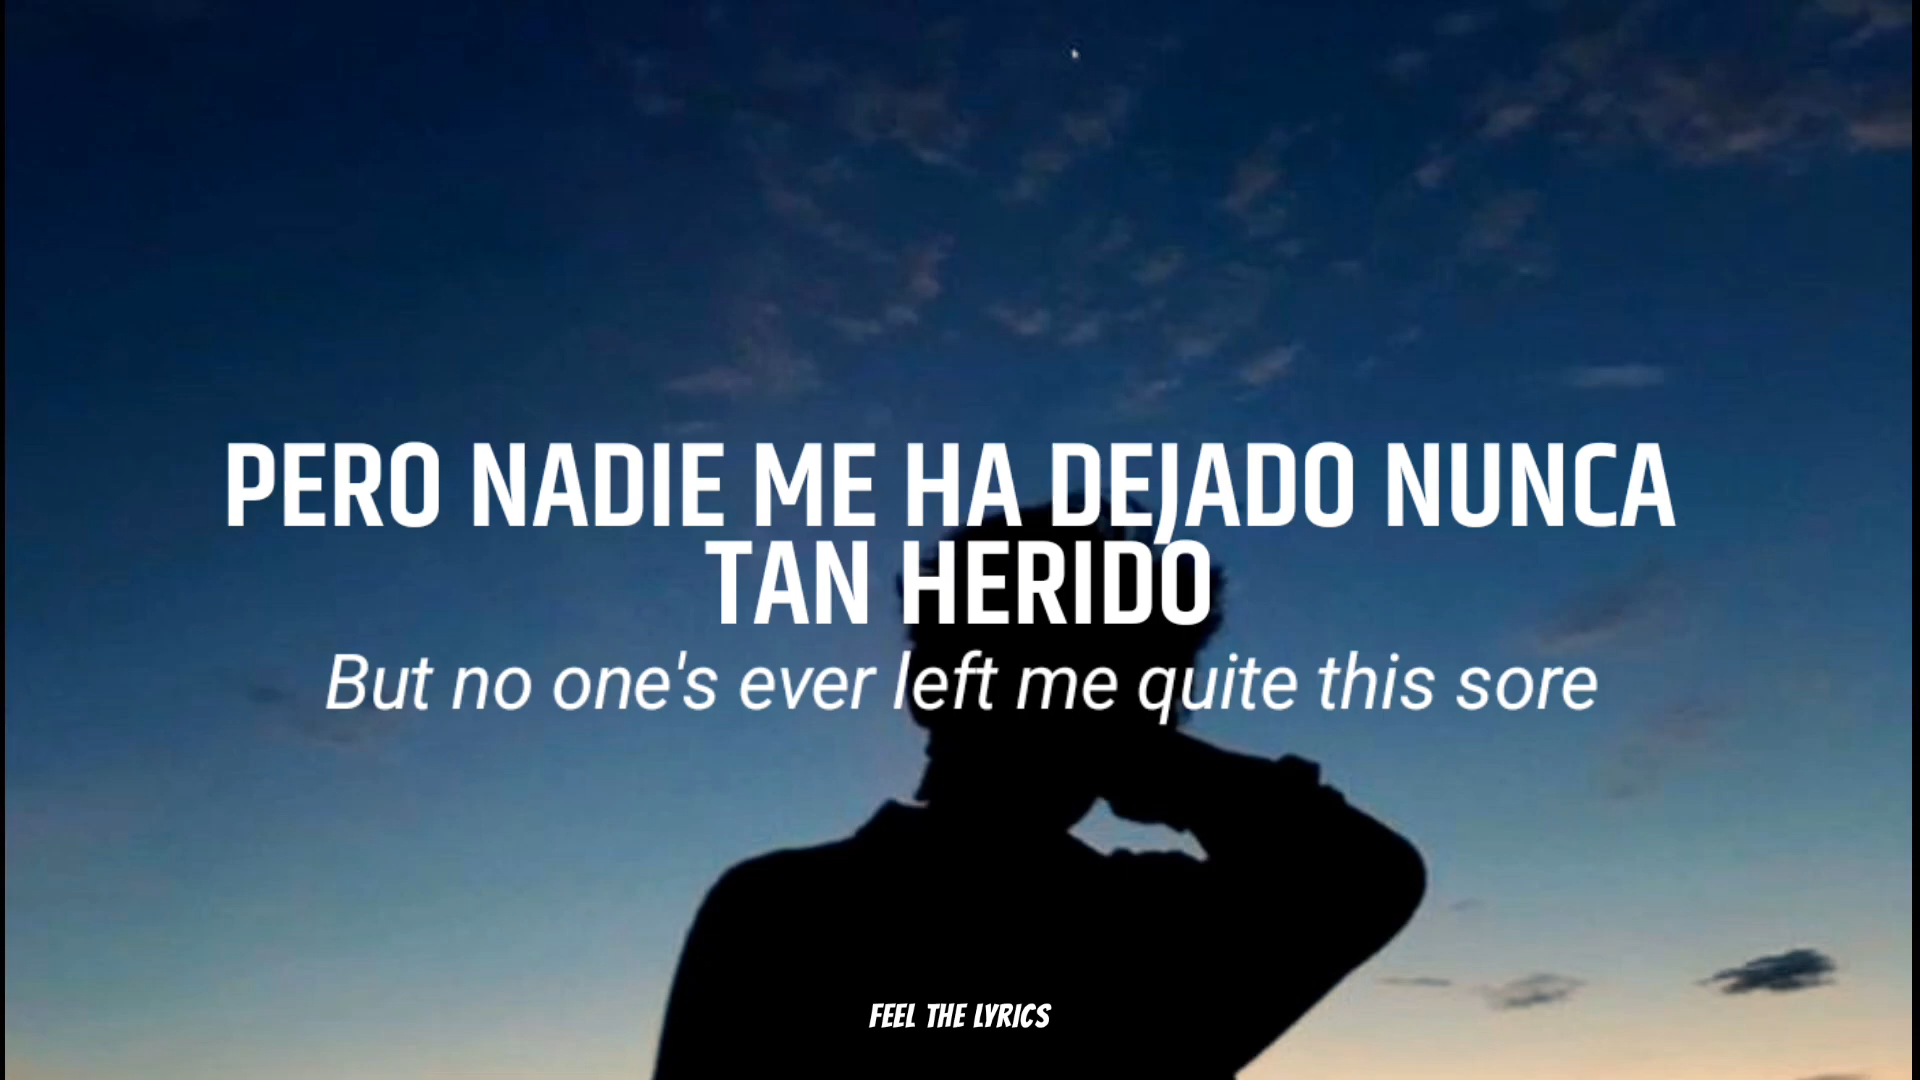 PERO NADIE ME HA DEJADO NUNCA
TAN HERIDO
But no one's ever left me quite this sore
FEEL THE LYRICS